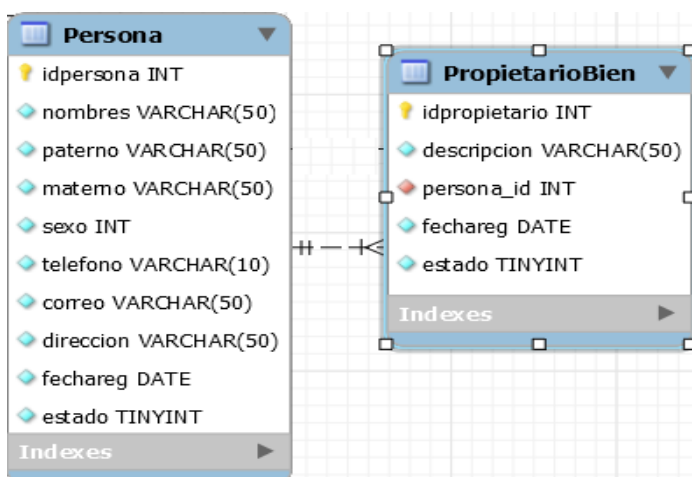 Persona
idpersona INT
nombres VARCHAR(50)
paterno VARCHAR(50)
materno VARCHAR(50)
sexo INT
telefono VARCHAR(10)
correo VARCHAR(50)
direccion VARCHAR(50)
fechareg DATE
estado TINYINT
Indexes
PropietarioBien
idpropietario INT
descripcion VARCHAR(50)
persona_id INT
fechareg DATE
estado TINYINT
Indexes